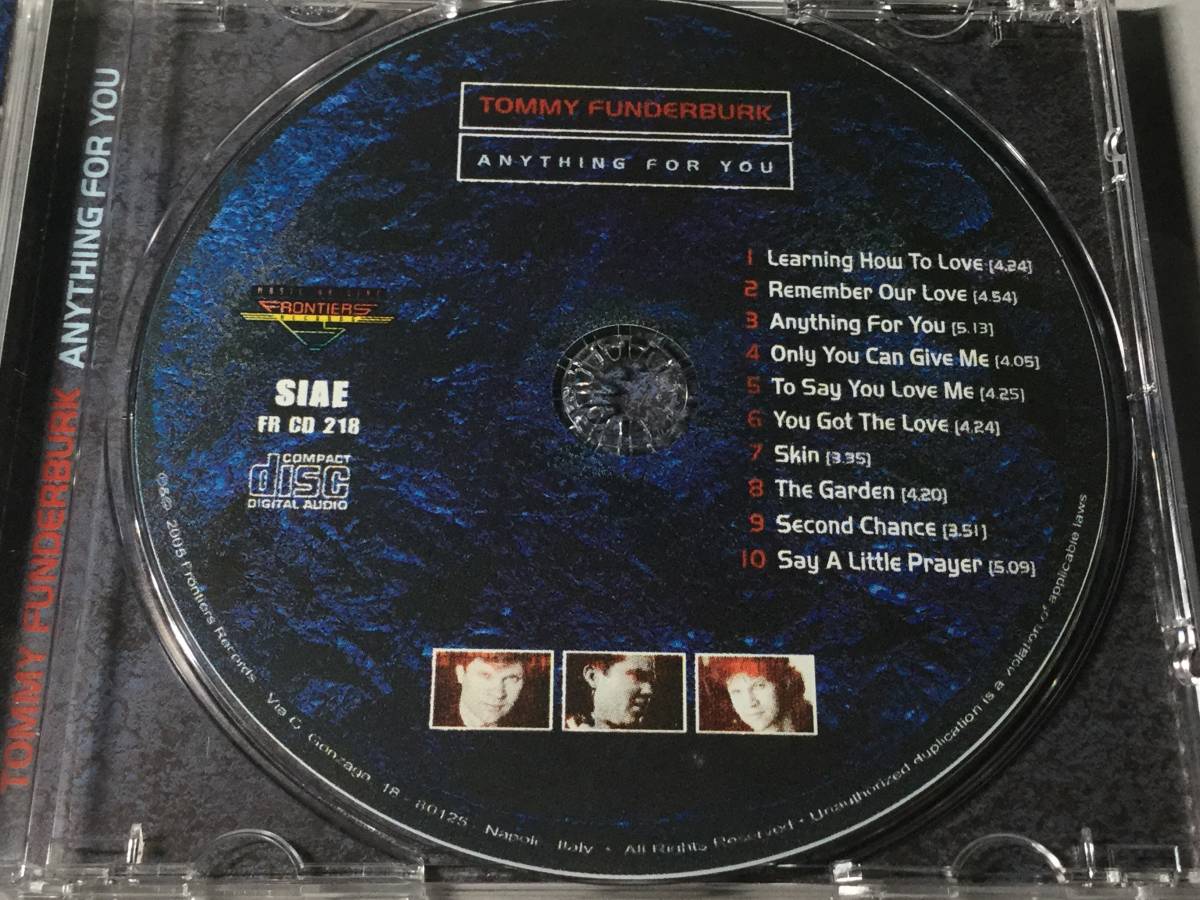 TOMMY FUNDERBURK ANYTHING FOR YOU
TOMMY FUNDERBURK
ANYTHING FOR YOU
FRONTIERS
RECORDS
SIAE
FR CD 218
COMPACT
disc
DIGITAL AUDIO
1 Learning How To Love [4.24]
2 Remember Our Love [4.54]
3 Anything For You [5.13]
4 Only You Can Give Me [4.05]
5 To Say You Love Me [4.25]
6 You Got The Love [4.24]
7 Skin [3.35]
8 The Garden [4.20]
9 Second Chance [3.51]
10 Say A Little Prayer [5.09]
©&℗ 2005 Frontiers Records Via C. Gonzaga 18 - 80125 Napoli Italy • All Rights Reserved • Unauthorized duplication is a violation of applicable laws